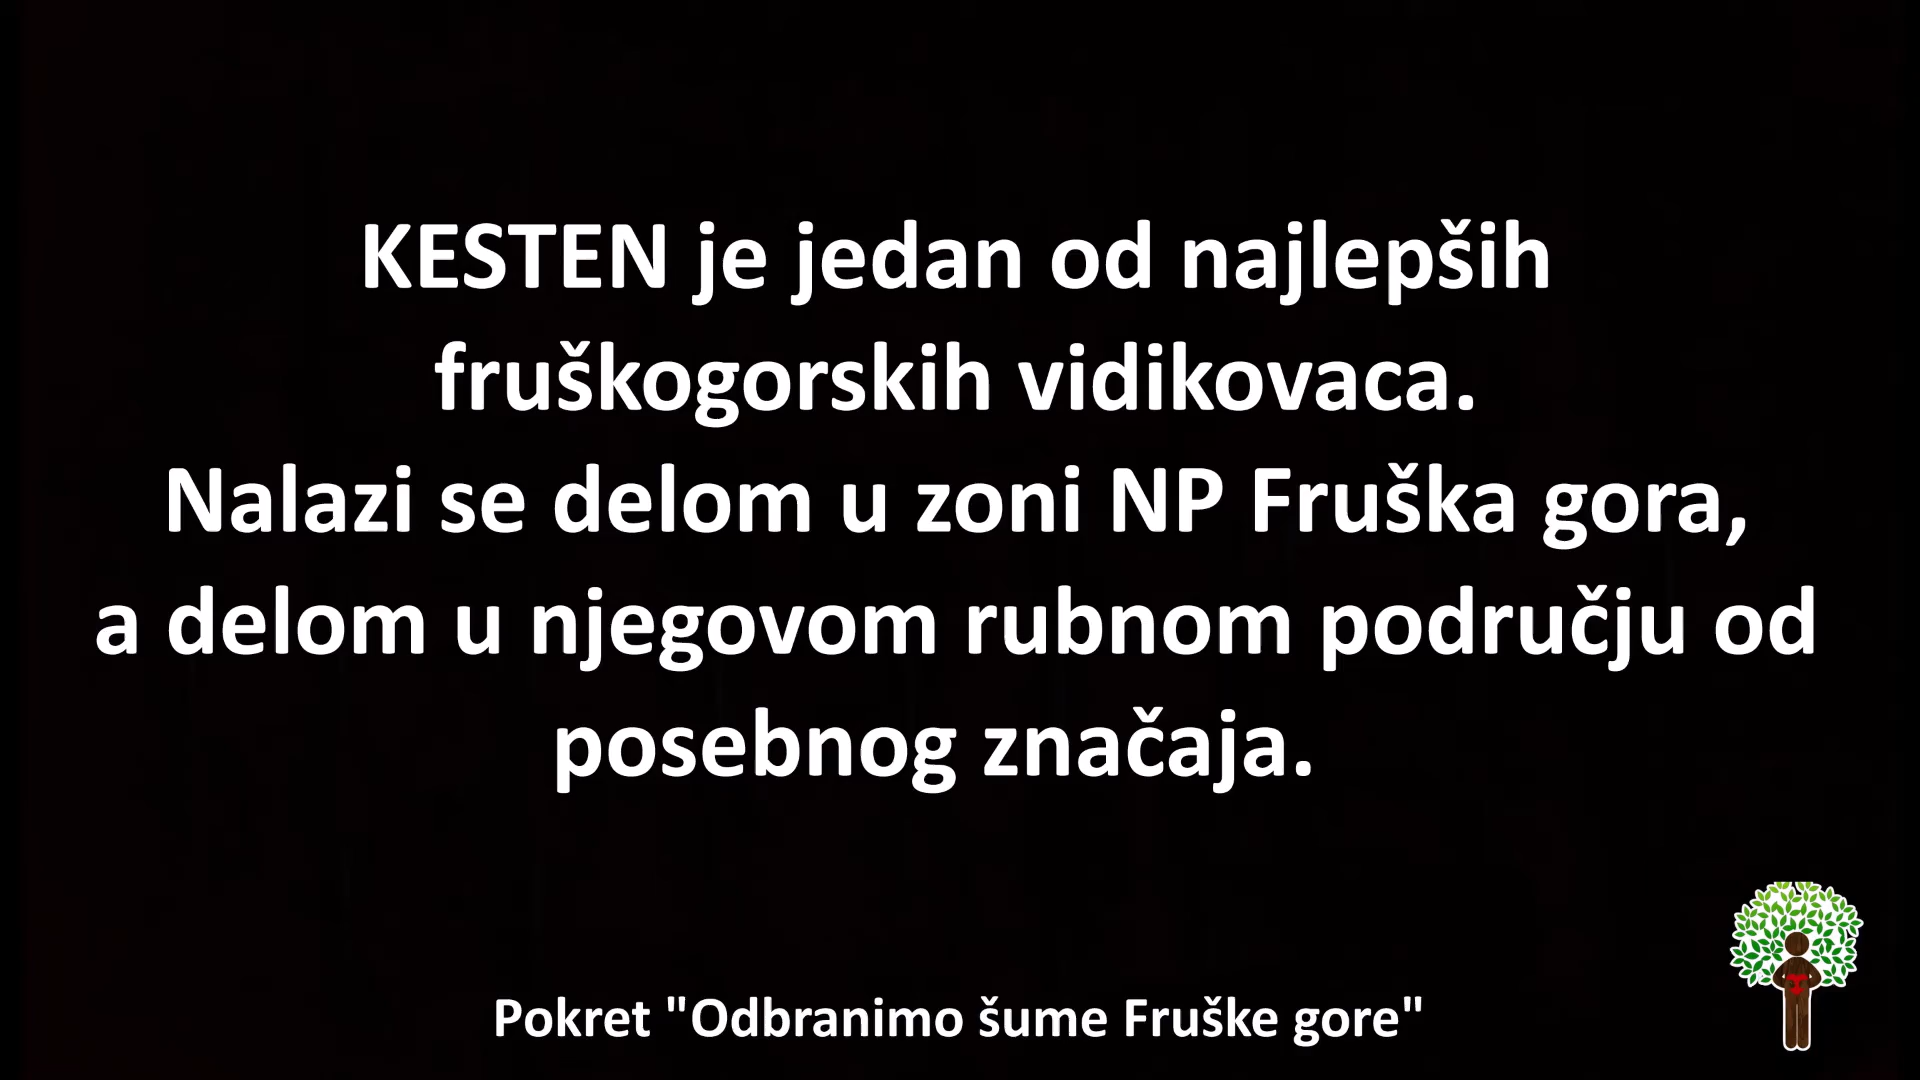 KESTEN je jedan od najlepših
fruškogorskih vidikovaca.
Nalazi se delom u zoni NP Fruška gora,
a delom u njegovom rubnom području od
posebnog značaja.
Pokret "Odbranimo šume Fruške gore"